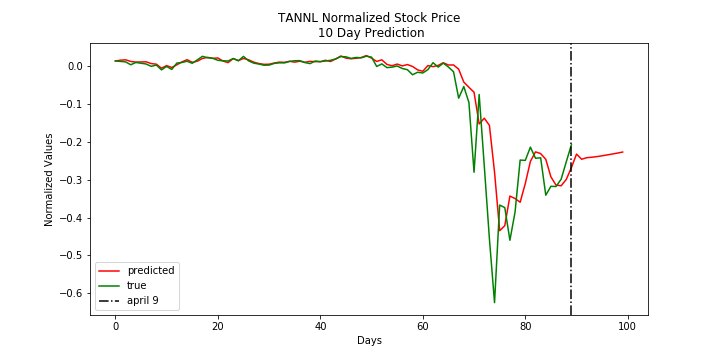 TANNL Normalized Stock Price
10 Day Prediction
Normalized Values
0.0
−0.1
−0.2
−0.3
−0.4
−0.5
−0.6
predicted
true
april 9
0
20
40
60
80
100
Days